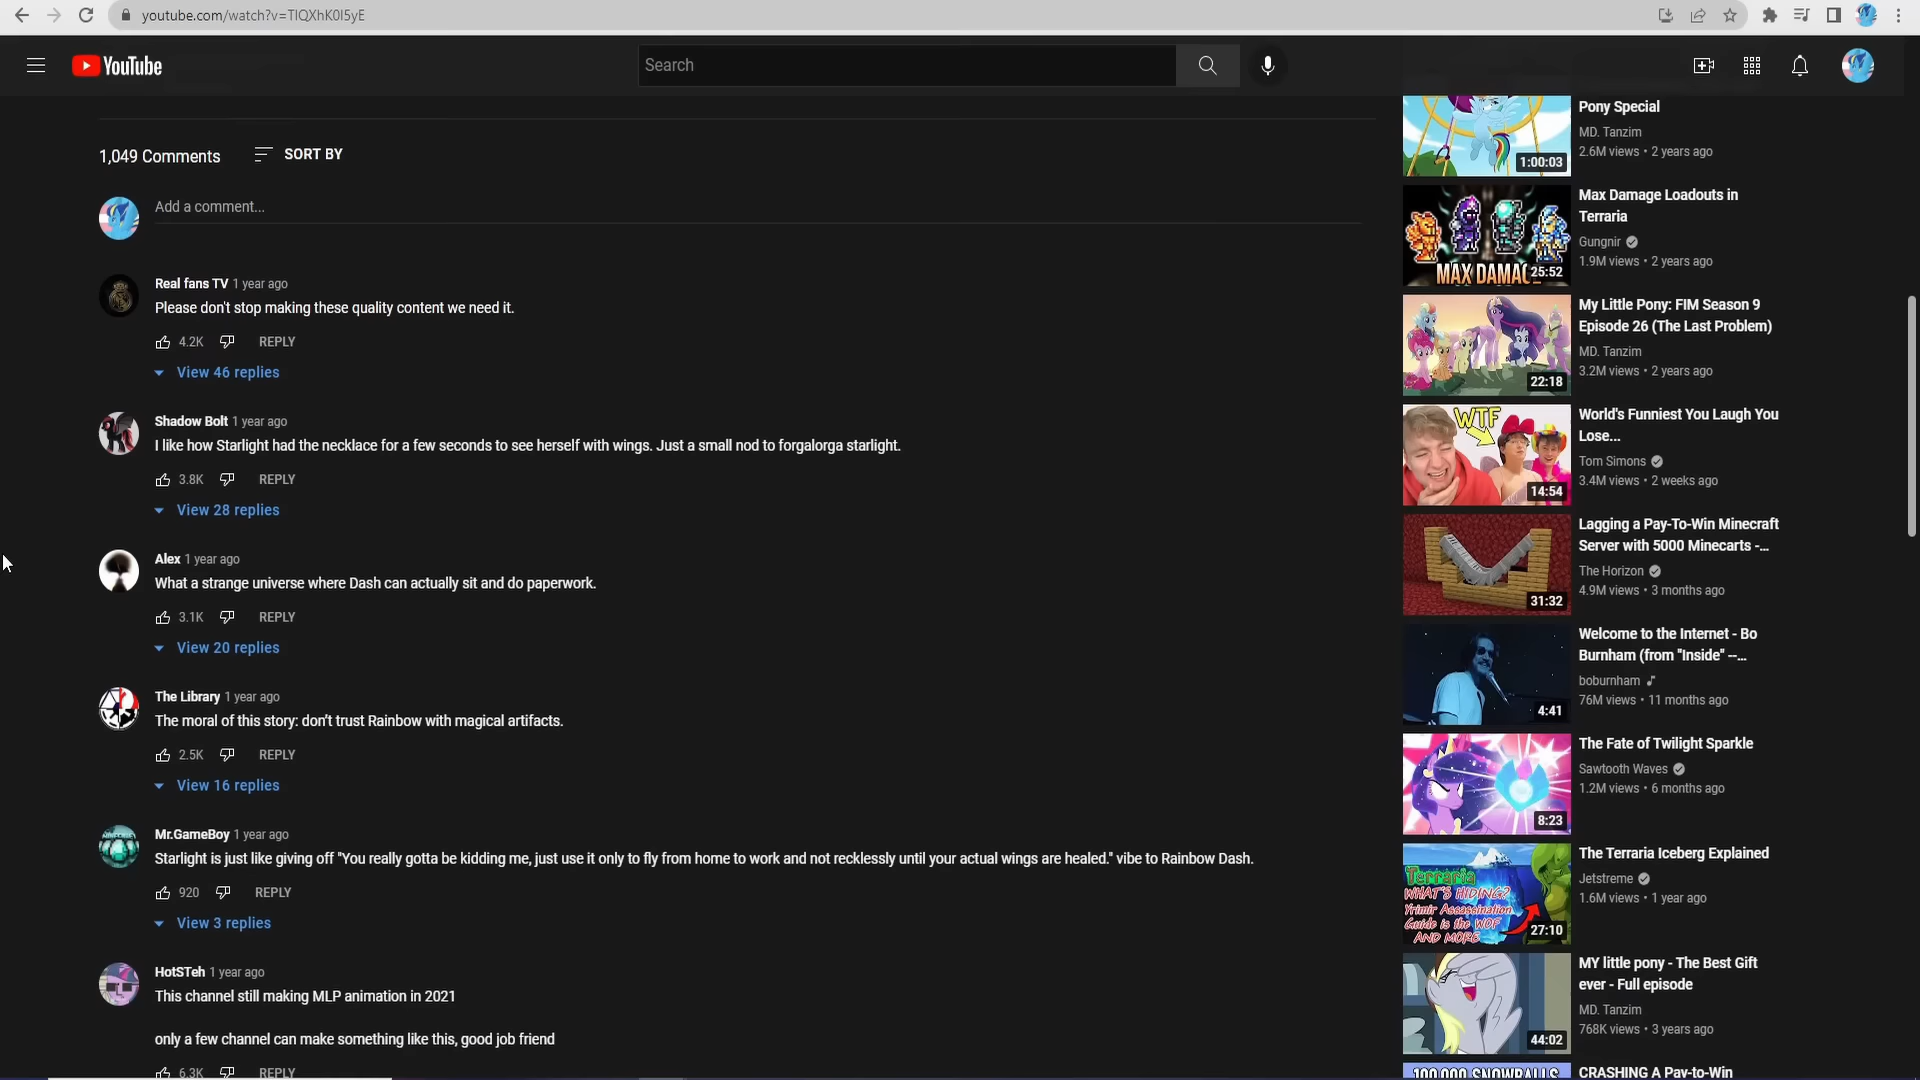 youtube.com/watch?v=TIQXhK0I5yE
YouTube
Search
1,049 Comments
SORT BY
Add a comment...
Real fans TV 1 year ago
Please don't stop making these quality content we need it.
4.2K REPLY
View 46 replies
Shadow Bolt 1 year ago
I like how Starlight had the necklace for a few seconds to see herself with wings. Just a small nod to forgalorga starlight.
3.8K REPLY
View 28 replies
Alex 1 year ago
What a strange universe where Dash can actually sit and do paperwork.
3.1K REPLY
View 20 replies
The Library 1 year ago
The moral of this story: don’t trust Rainbow with magical artifacts.
2.5K REPLY
View 16 replies
Mr.GameBoy 1 year ago
Starlight is just like giving off "You really gotta be kidding me, just use it only to fly from home to work and not recklessly until your actual wings are healed." vibe to Rainbow Dash.
920 REPLY
View 3 replies
HotSTeh 1 year ago
This channel still making MLP animation in 2021
only a few channel can make something like this, good job friend
6.3K REPLY
1:00:03
Pony Special
MD. Tanzim
2.6M views • 2 years ago
MAX DAMAG
25:52
Max Damage Loadouts in
Terraria
Gungnir
1.9M views • 2 years ago
22:18
My Little Pony: FIM Season 9
Episode 26 (The Last Problem)
MD. Tanzim
3.2M views • 2 years ago
WTF
14:54
World's Funniest You Laugh You
Lose...
Tom Simons
3.4M views • 2 weeks ago
31:32
Lagging a Pay-To-Win Minecraft
Server with 5000 Minecarts -...
The Horizon
4.9M views • 3 months ago
4:41
Welcome to the Internet - Bo
Burnham (from "Inside" --...
boburnham
76M views • 11 months ago
8:23
The Fate of Twilight Sparkle
Sawtooth Waves
1.2M views • 6 months ago
Terraria
WHAT'S HIDING?
Yrimir Assassination
Guide is the WOF
AND MORE
27:10
The Terraria Iceberg Explained
Jetstreme
1.6M views • 1 year ago
44:02
MY little pony - The Best Gift
ever - Full episode
MD. Tanzim
768K views • 3 years ago
100,000 SNOWBALLS
CRASHING A Pay-to-Win